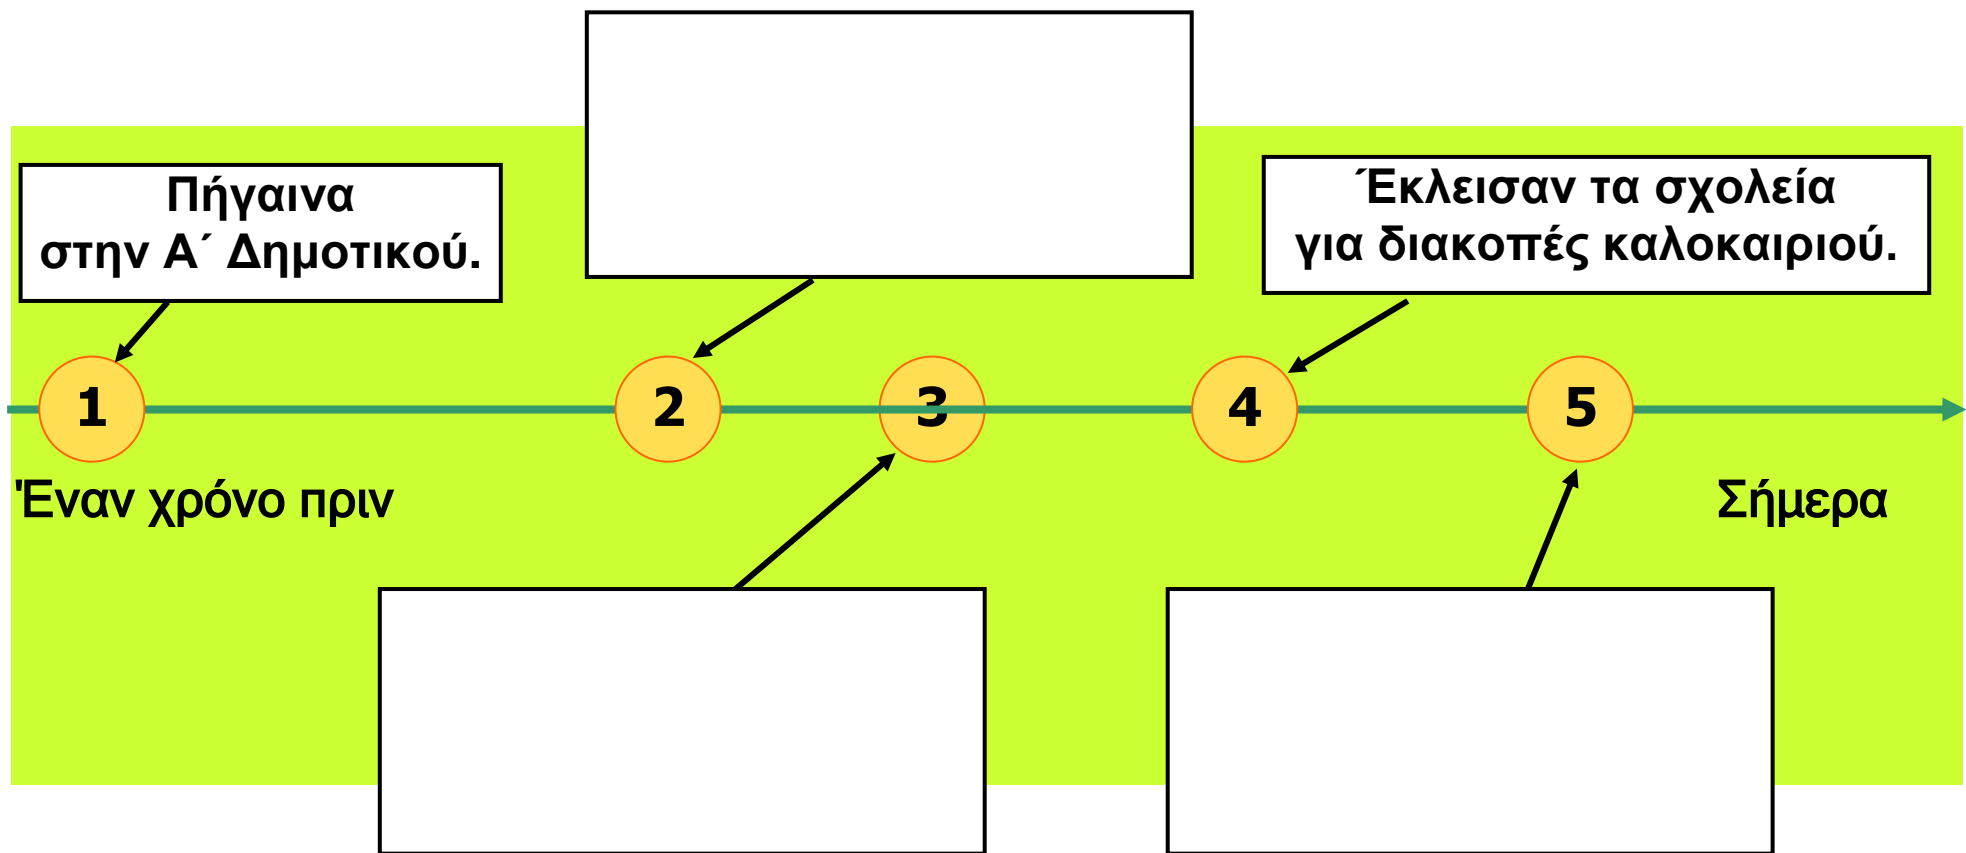 Πήγαινα
στην Α΄ Δημοτικού.
Έκλεισαν τα σχολεία
για διακοπές καλοκαιριού.
1
2
3
4
5
Έναν χρόνο πριν
Σήμερα